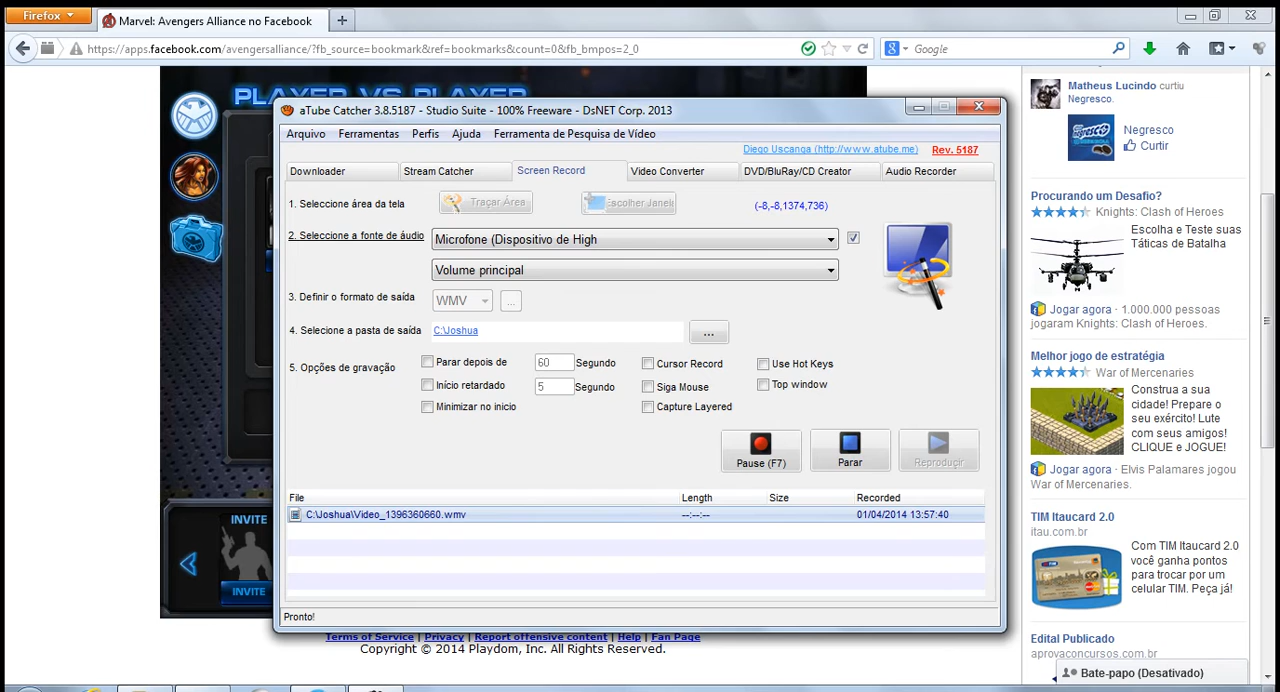 Firefox
Marvel: Avengers Alliance no Facebook
https://apps.facebook.com/avengersalliance/?fb_source=bookmark&ref=bookmarks&count=0&fb_bmpos=2_0
Google
PLAYER VS PLAYER
aTube Catcher 3.8.5187 - Studio Suite - 100% Freeware - DsNET Corp. 2013
Arquivo Ferramentas Perfis Ajuda Ferramenta de Pesquisa de Vídeo
Diego Uscanga (http://www.atube.me) Rev. 5187
Downloader Stream Catcher Screen Record Video Converter DVD/BluRay/CD Creator Audio Recorder
1. Seleccione área da tela Traçar Área Escolher Janela (-8,-8,1374,736)
2. Seleccione a fonte de áudio Microfone (Dispositivo de High
Volume principal
3. Definir o formato de saída WMV ...
4. Selecione a pasta de saída C:\Joshua ...
5. Opções de gravação
Parar depois de 60 Segundo Cursor Record Use Hot Keys
Início retardado 5 Segundo Siga Mouse Top window
Minimizar no inicio Capture Layered
Pause (F7) Parar Reproduçir
File Length Size Recorded
C:\Joshua\Video_1396360660.wmv --:--:-- 01/04/2014 13:57:40
Pronto!
INVITE
INVITE
Terms of Service | Privacy | Report offensive content | Help | Fan Page
Copyright © 2014 Playdom, Inc. All Rights Reserved.
Matheus Lucindo curtiu
Negresco.
Negresco
Curtir
Procurando um Desafio?
Knights: Clash of Heroes
Escolha e Teste suas
Táticas de Batalha
Jogar agora · 1.000.000 pessoas
jogaram Knights: Clash of Heroes.
Melhor jogo de estratégia
War of Mercenaries
Construa a sua
cidade! Prepare o
seu exército! Lute
com seus amigos!
CLIQUE e JOGUE!
Jogar agora · Elvis Palamares jogou
War of Mercenaries.
TIM Itaucard 2.0
itau.com.br
Com TIM Itaucard 2.0
você ganha pontos
para trocar por um
celular TIM. Peça já!
Edital Publicado
aprovaconcursos.com.br
Bate-papo (Desativado)